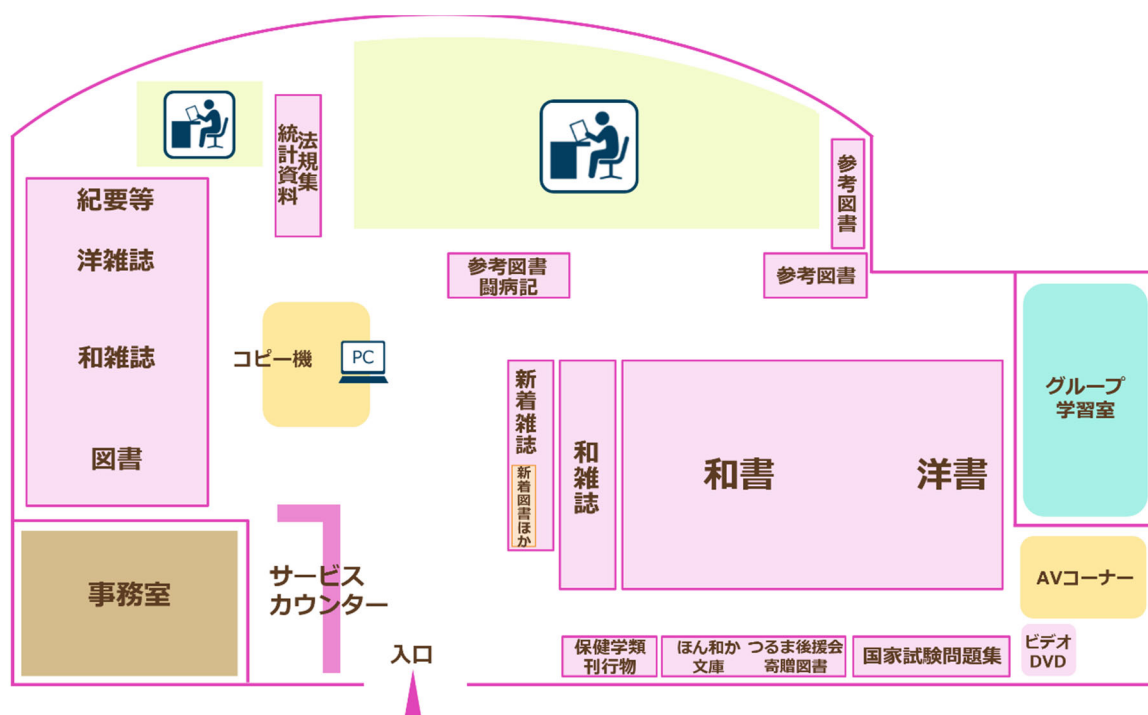 統計資料
法規集
参考図書
紀要等
洋雑誌
和雑誌
図書
参考図書
闘病記
参考図書
コピー機
PC
新着雑誌
新着図書ほか
和雑誌
和書
洋書
グループ
学習室
事務室
サービス
カウンター
AVコーナー
入口
保健学類
刊行物
ほん和か
文庫
つるま後援会
寄贈図書
国家試験問題集
ビデオ
DVD